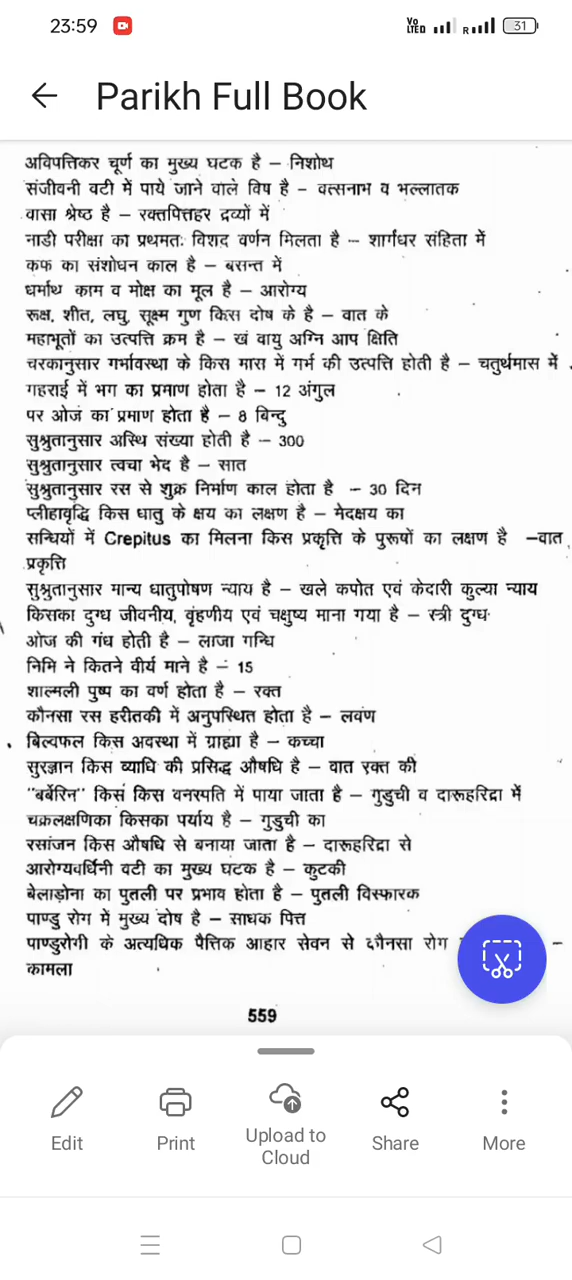 23:59
Vo LTED R 31
Parikh Full Book
अविपत्तिकर चूर्ण का मुख्य घटक है – निशोथ
संजीवनी वटी में पाये जाने वाले विष है – वत्सनाभ व भल्लातक
वासा श्रेष्ठ है – रक्तपित्तहर द्रव्यों में
नाडी परीक्षा का प्रथमतः विशद वर्णन मिलता है – शार्गंधर संहिता में
कफ का संशोधन काल है – बसन्त में
धर्माथ काम व मोक्ष का मूल है – आरोग्य
रूक्ष, शीत, लघु, सूक्ष्म गुण किस दोष के है – वात के
महाभूतों का उत्पत्ति क्रम है – खं वायु अग्नि आप क्षिति
चरकानुसार गर्भावस्था के किस मास में गर्भ की उत्पत्ति होती है – चतुर्थमास में
गहराई में भग का प्रमाण होता है – 12 अंगुल
पर ओज का प्रमाण होता है – 8 बिन्दु
सुश्रुतानुसार अस्थि संख्या होती है – 300
सुश्रुतानुसार त्वचा भेद है – सात
सुश्रुतानुसार रस से शुक्र निर्माण काल होता है – 30 दिन
प्लीहावृद्धि किस धातु के क्षय का लक्षण है – मेदक्षय का
सन्धियों में Crepitus का मिलना किस प्रकृति के पुरूषों का लक्षण है –वात
प्रकृति
सुश्रुतानुसार मान्य धातुपोषण न्याय है – खले कपोत एवं केदारी कुल्या न्याय
किसका दुग्ध जीवनीय, वृंहणीय एवं चक्षुष्य माना गया है – स्त्री दुग्ध
ओज की गंध होती है – लाजा गन्धि
निमि ने कितने वीर्य माने है – 15
शाल्मली पुष्प का वर्ण होता है – रक्त
कौनसा रस हरीतकी में अनुपस्थित होता है – लवण
बिल्वफल किस अवस्था में ग्राह्या है – कच्चा
सुरज्ञान किस व्याधि की प्रसिद्ध औषधि है – वात रक्त की
"बर्बेरिन" किस किस वनस्पति में पाया जाता है – गुडुची व दारूहरिद्रा में
चक्रलक्षणिका किसका पर्याय है – गुडुची का
रसांजन किस औषधि से बनाया जाता है – दारूहरिद्रा से
आरोग्यवर्धिनी वटी का मुख्य घटक है – कुटकी
बेलाड़ोना का पुतली पर प्रभाव होता है – पुतली विस्फारक
पाण्डु रोग में मुख्य दोष है – साधक पित्त
पाण्डुरोगी के अत्यधिक पैत्तिक आहार सेवन से कौनसा रोग –
कामला
559
Edit
Print
Upload to
Cloud
Share
More